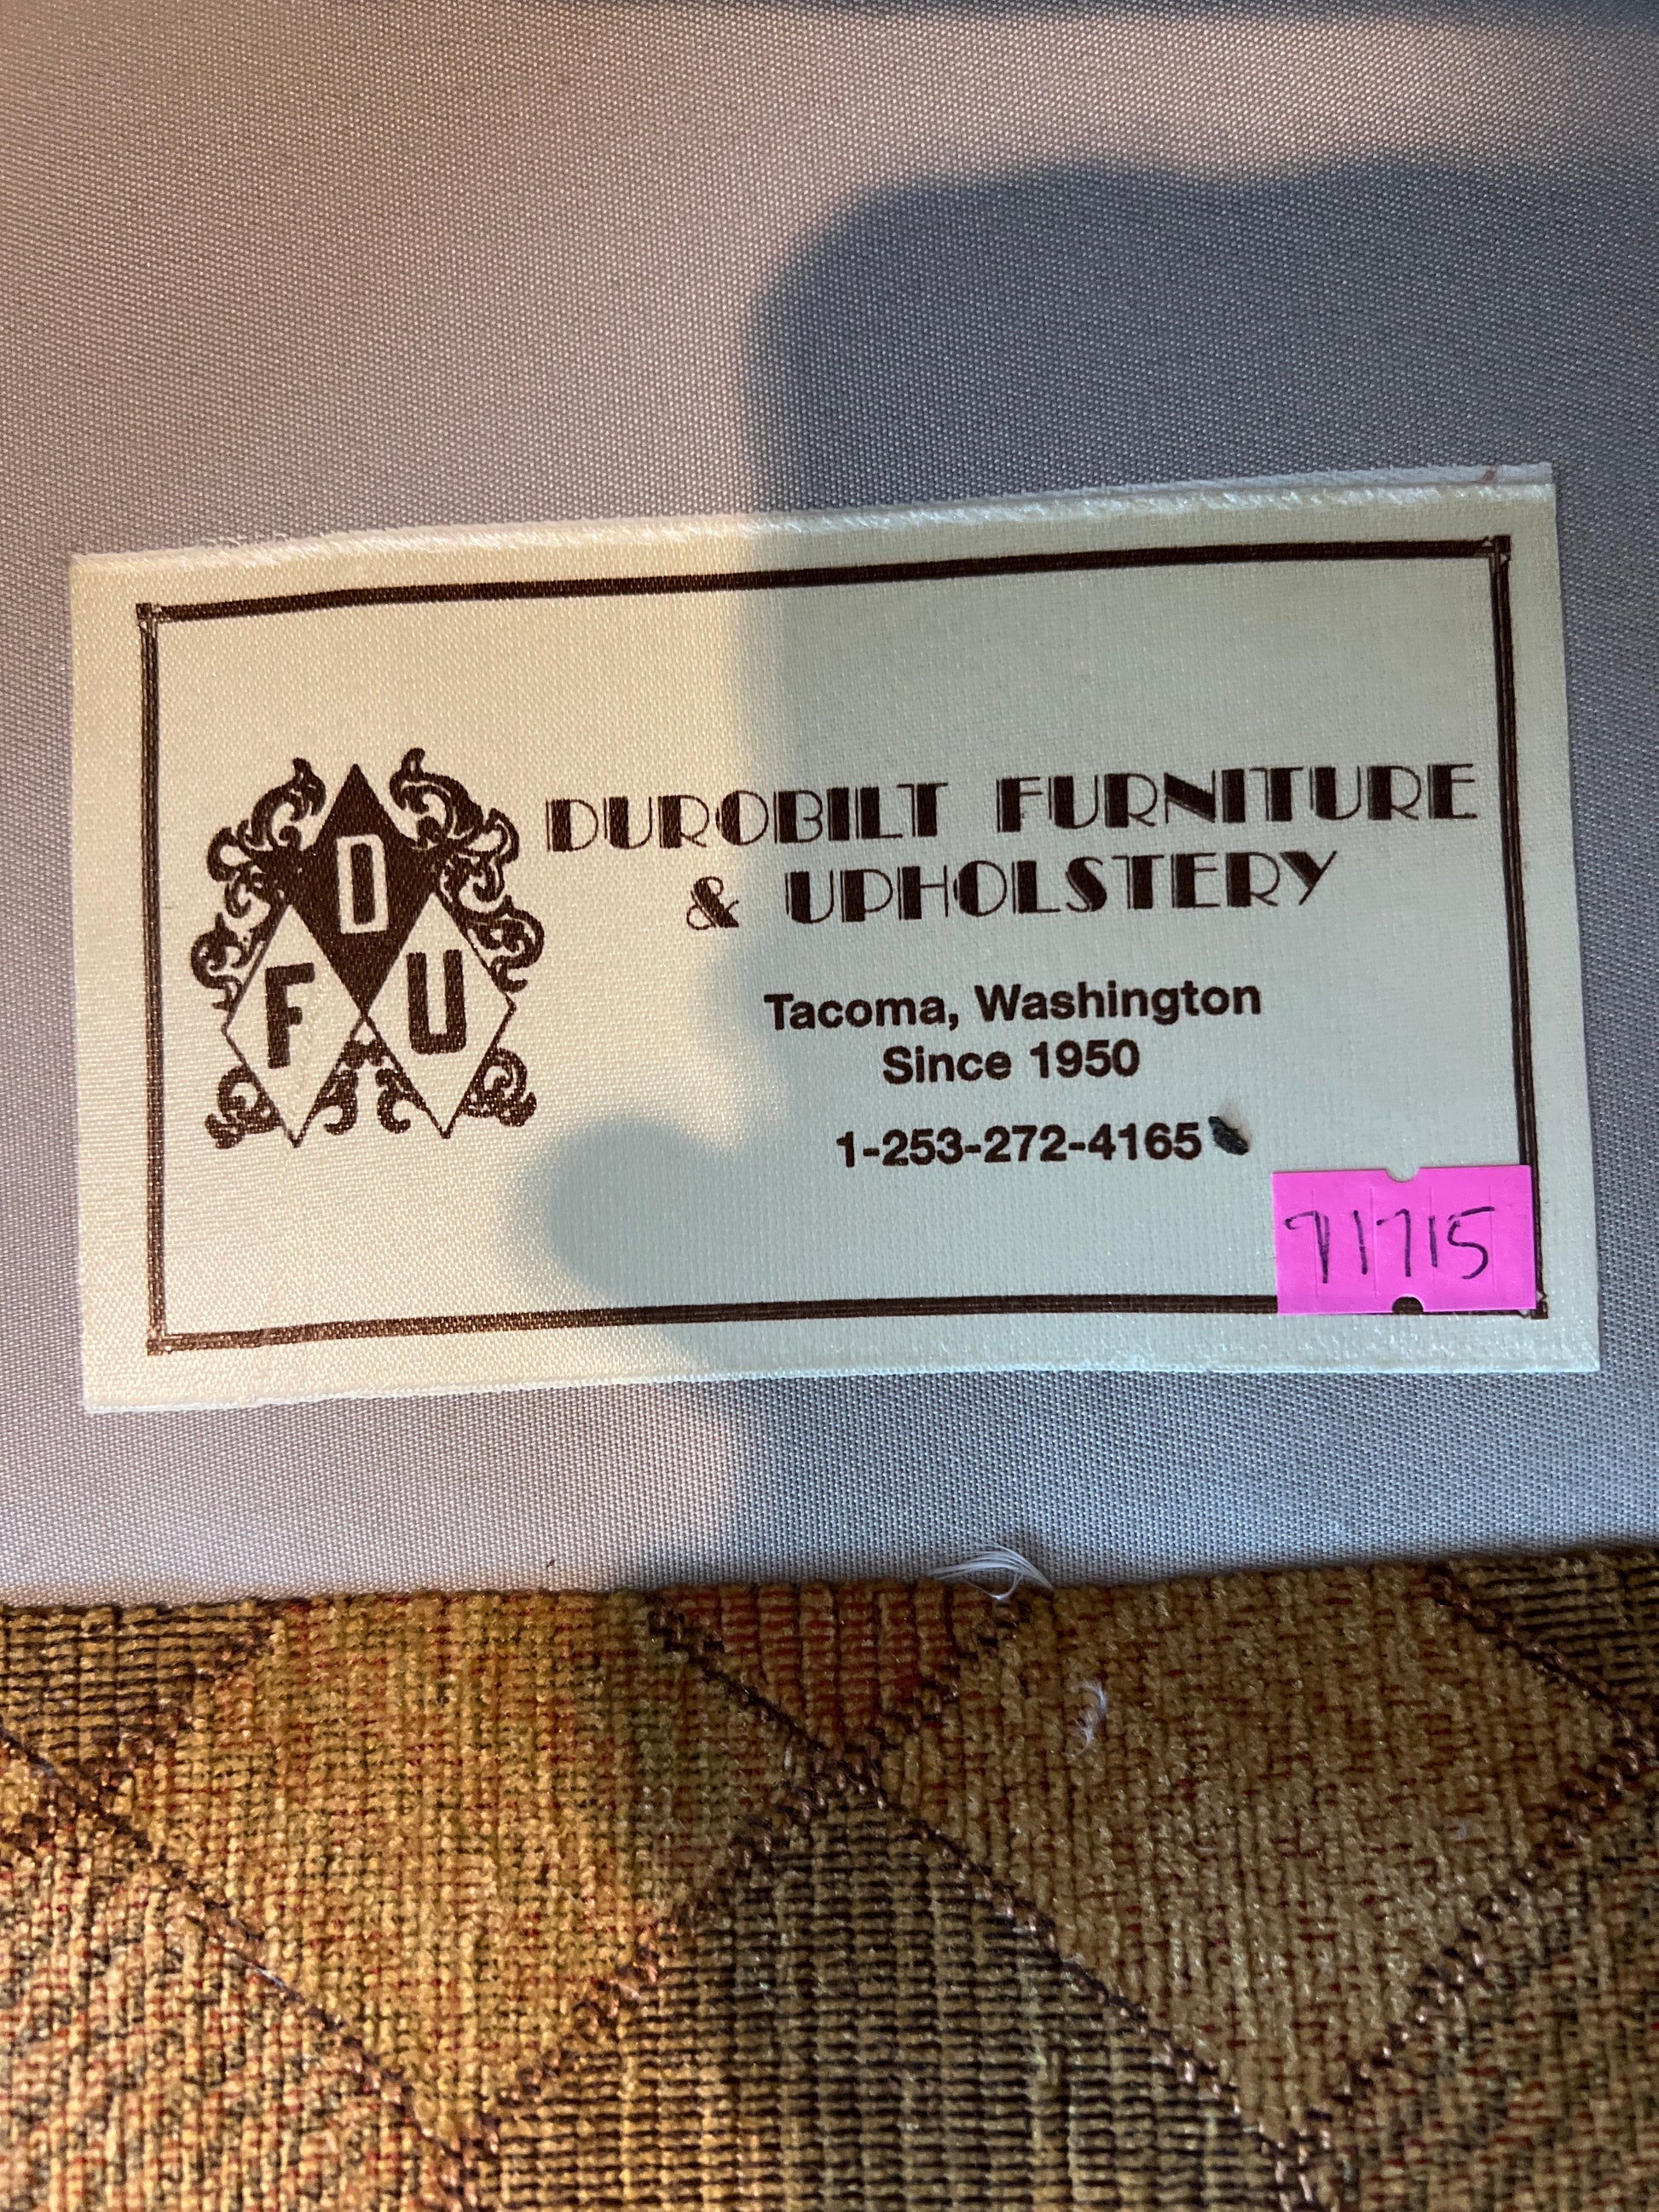 D
F U
DUROBILT FURNITURE
& UPHOLSTERY
Tacoma, Washington
Since 1950
1-253-272-4165
71715